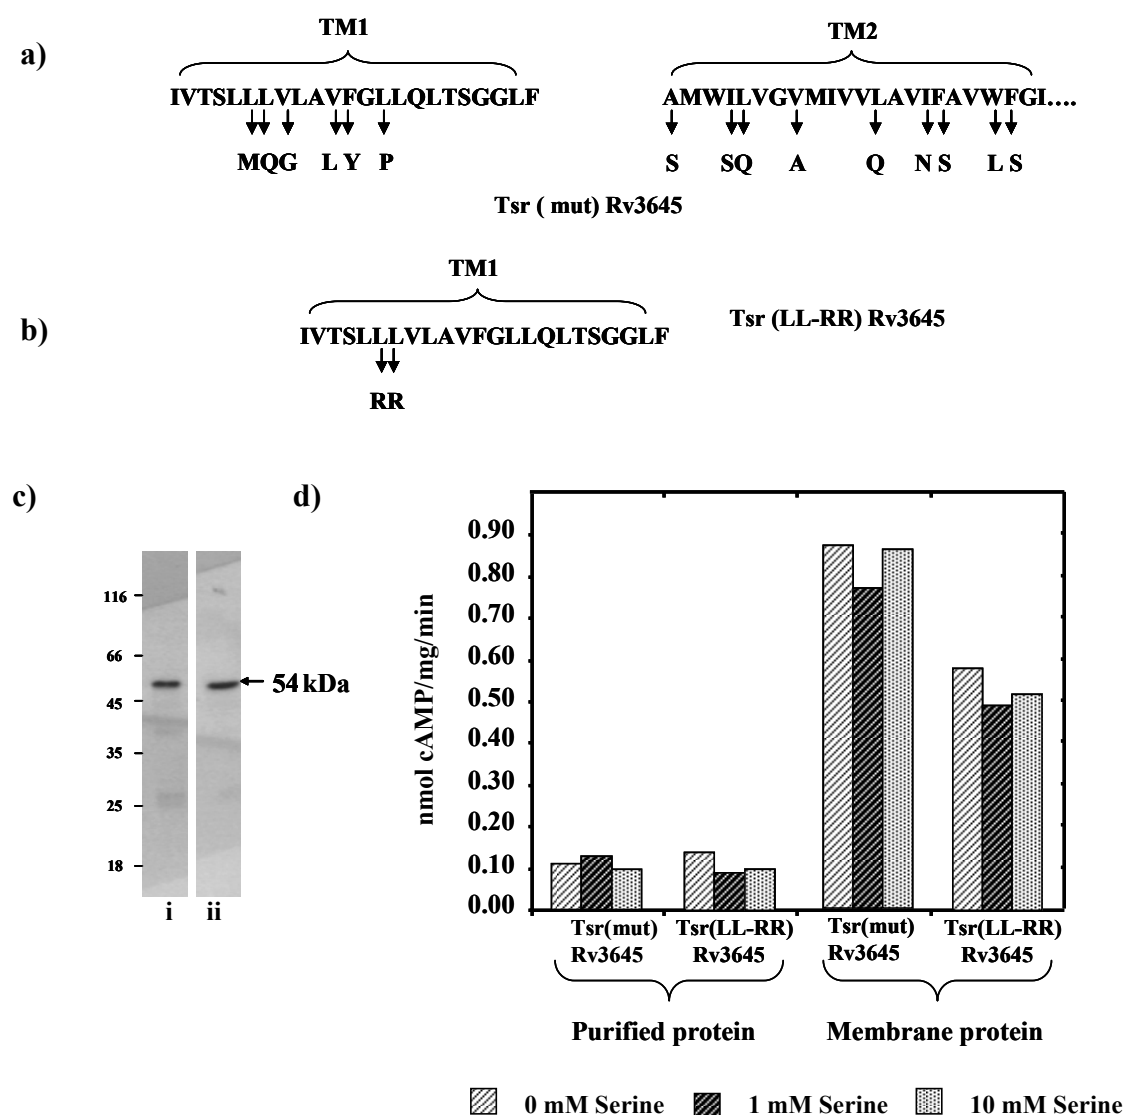 a)
TM1
TM2
IVTSLLLVLAVFGLLQLTSGGLF
AMWILVGVMIVVLAVIFAVWFGI....
MQG L Y P
S SQ A Q N S L S
Tsr ( mut) Rv3645
b)
TM1
Tsr (LL-RR) Rv3645
IVTSLLLVLAVFGLLQLTSGGLF
RR
c)
116
66
45
35
25
18
54 kDa
i ii
d)
nmol cAMP/mg/min
0.90
0.80
0.70
0.60
0.50
0.40
0.30
0.20
0.10
0.00
Tsr(mut) Rv3645
Tsr(LL-RR) Rv3645
Tsr(mut) Rv3645
Tsr(LL-RR) Rv3645
Purified protein
Membrane protein
0 mM Serine
1 mM Serine
10 mM Serine